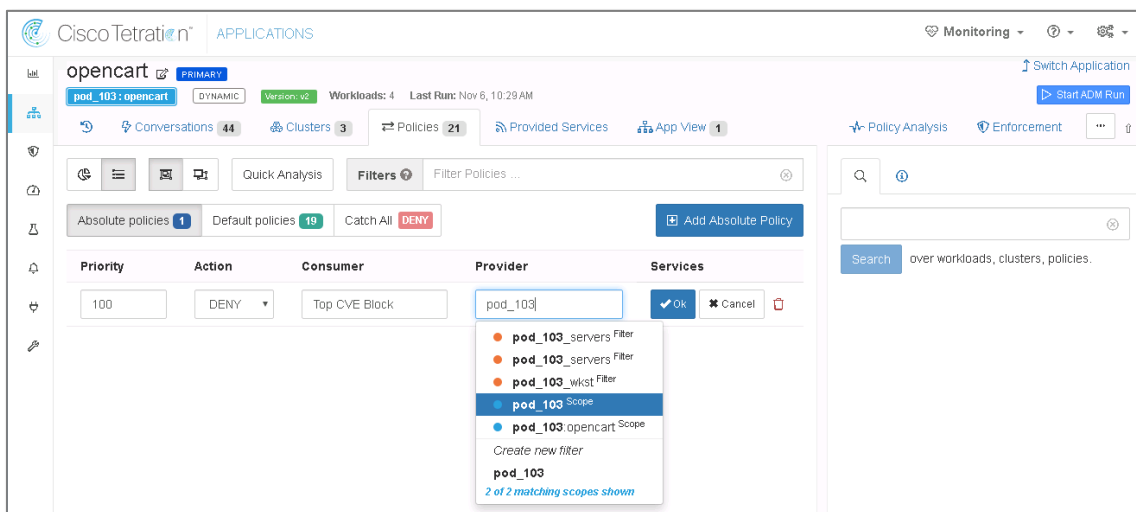 Cisco Tetration™ APPLICATIONS Monitoring
opencart PRIMARY Switch Application
pod_103 : opencart DYNAMIC Version: v2 Workloads: 4 Last Run: Nov 6, 10:29 AM Start ADM Run
Conversations 44 Clusters 3 Policies 21 Provided Services App View 1 Policy Analysis Enforcement ...
Quick Analysis Filters Filter Policies ...
Absolute policies 1 Default policies 19 Catch All DENY Add Absolute Policy
Search over workloads, clusters, policies.
Priority Action Consumer Provider Services
100 DENY Top CVE Block pod_103 Ok Cancel
pod_103_servers Filter
pod_103_servers Filter
pod_103_wkst Filter
pod_103 Scope
pod_103:opencart Scope
Create new filter
pod_103
2 of 2 matching scopes shown